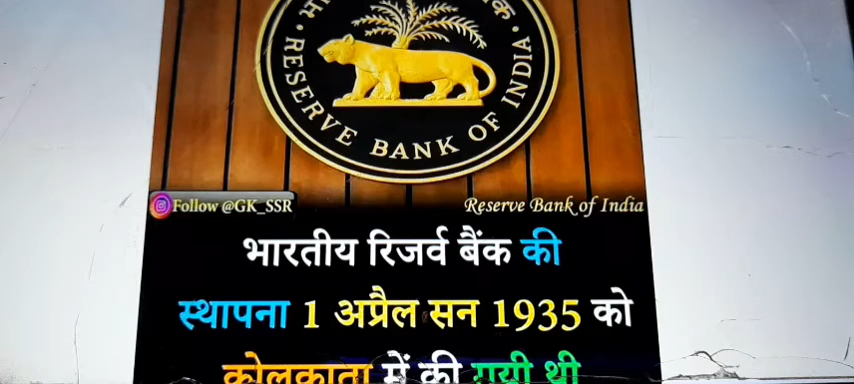 RESERVE BANK OF INDIA
Follow @GK_SSR
Reserve Bank of India
भारतीय रिजर्व बैंक की
स्थापना 1 अप्रैल सन 1935 को
कोलकाता में की गयी थी